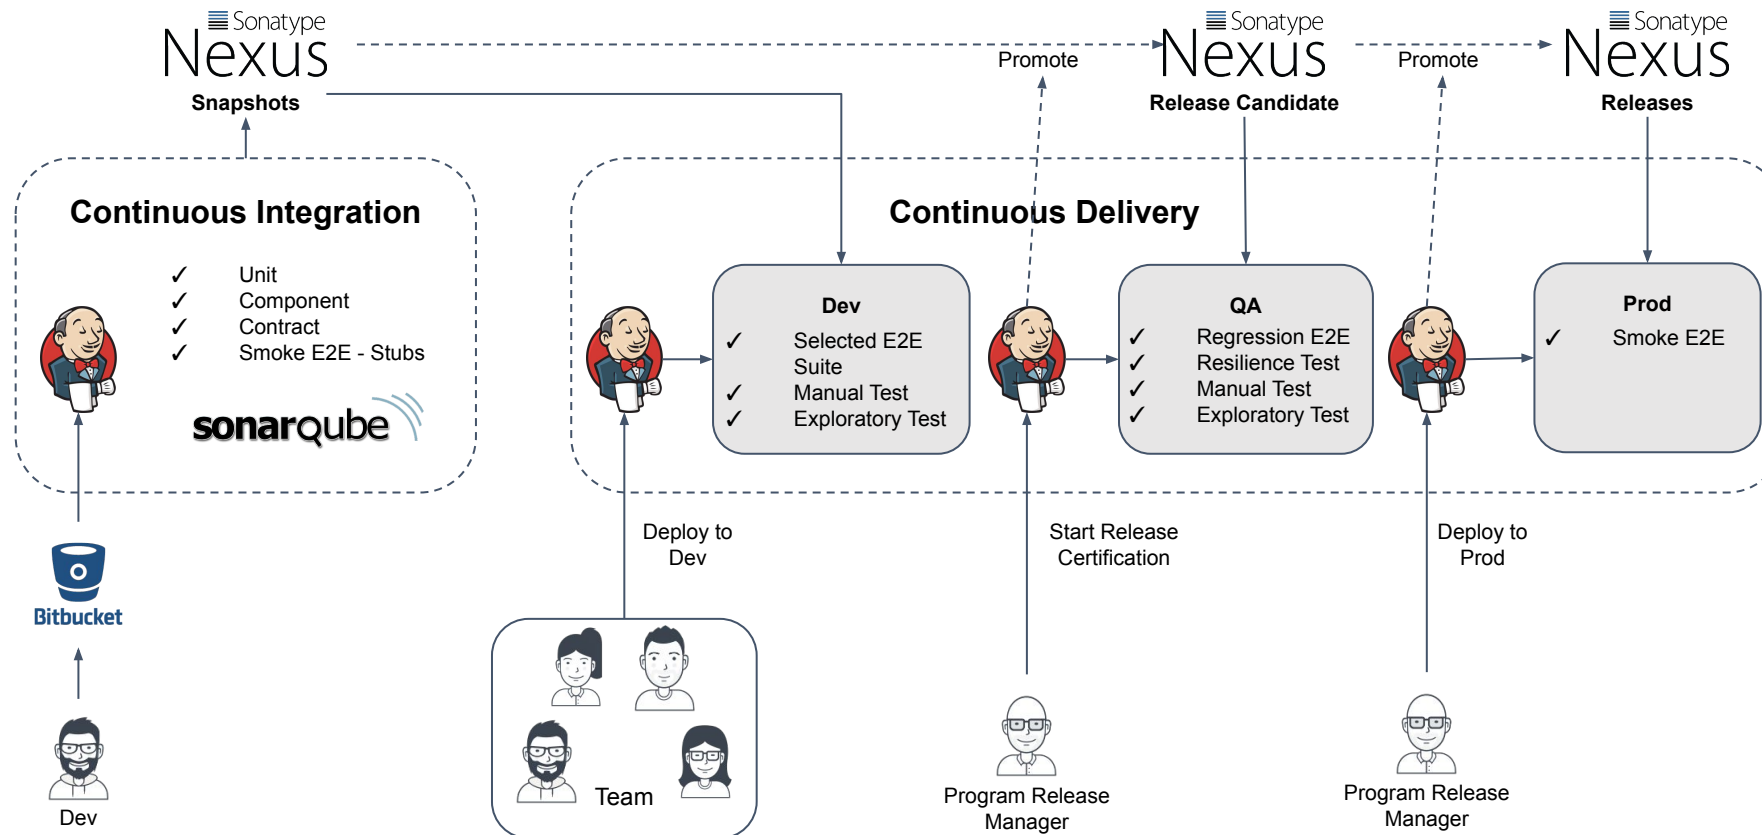 Sonatype
Nexus
Snapshots
Promote
Sonatype
Nexus
Release Candidate
Promote
Sonatype
Nexus
Releases
Continuous Integration
✓ Unit
✓ Component
✓ Contract
✓ Smoke E2E - Stubs
sonarqube
Continuous Delivery
Dev
✓ Selected E2E
Suite
✓ Manual Test
✓ Exploratory Test
QA
✓ Regression E2E
✓ Resilience Test
✓ Manual Test
✓ Exploratory Test
Prod
✓ Smoke E2E
Bitbucket
Dev
Deploy to
Dev
Team
Start Release
Certification
Program Release
Manager
Deploy to
Prod
Program Release
Manager